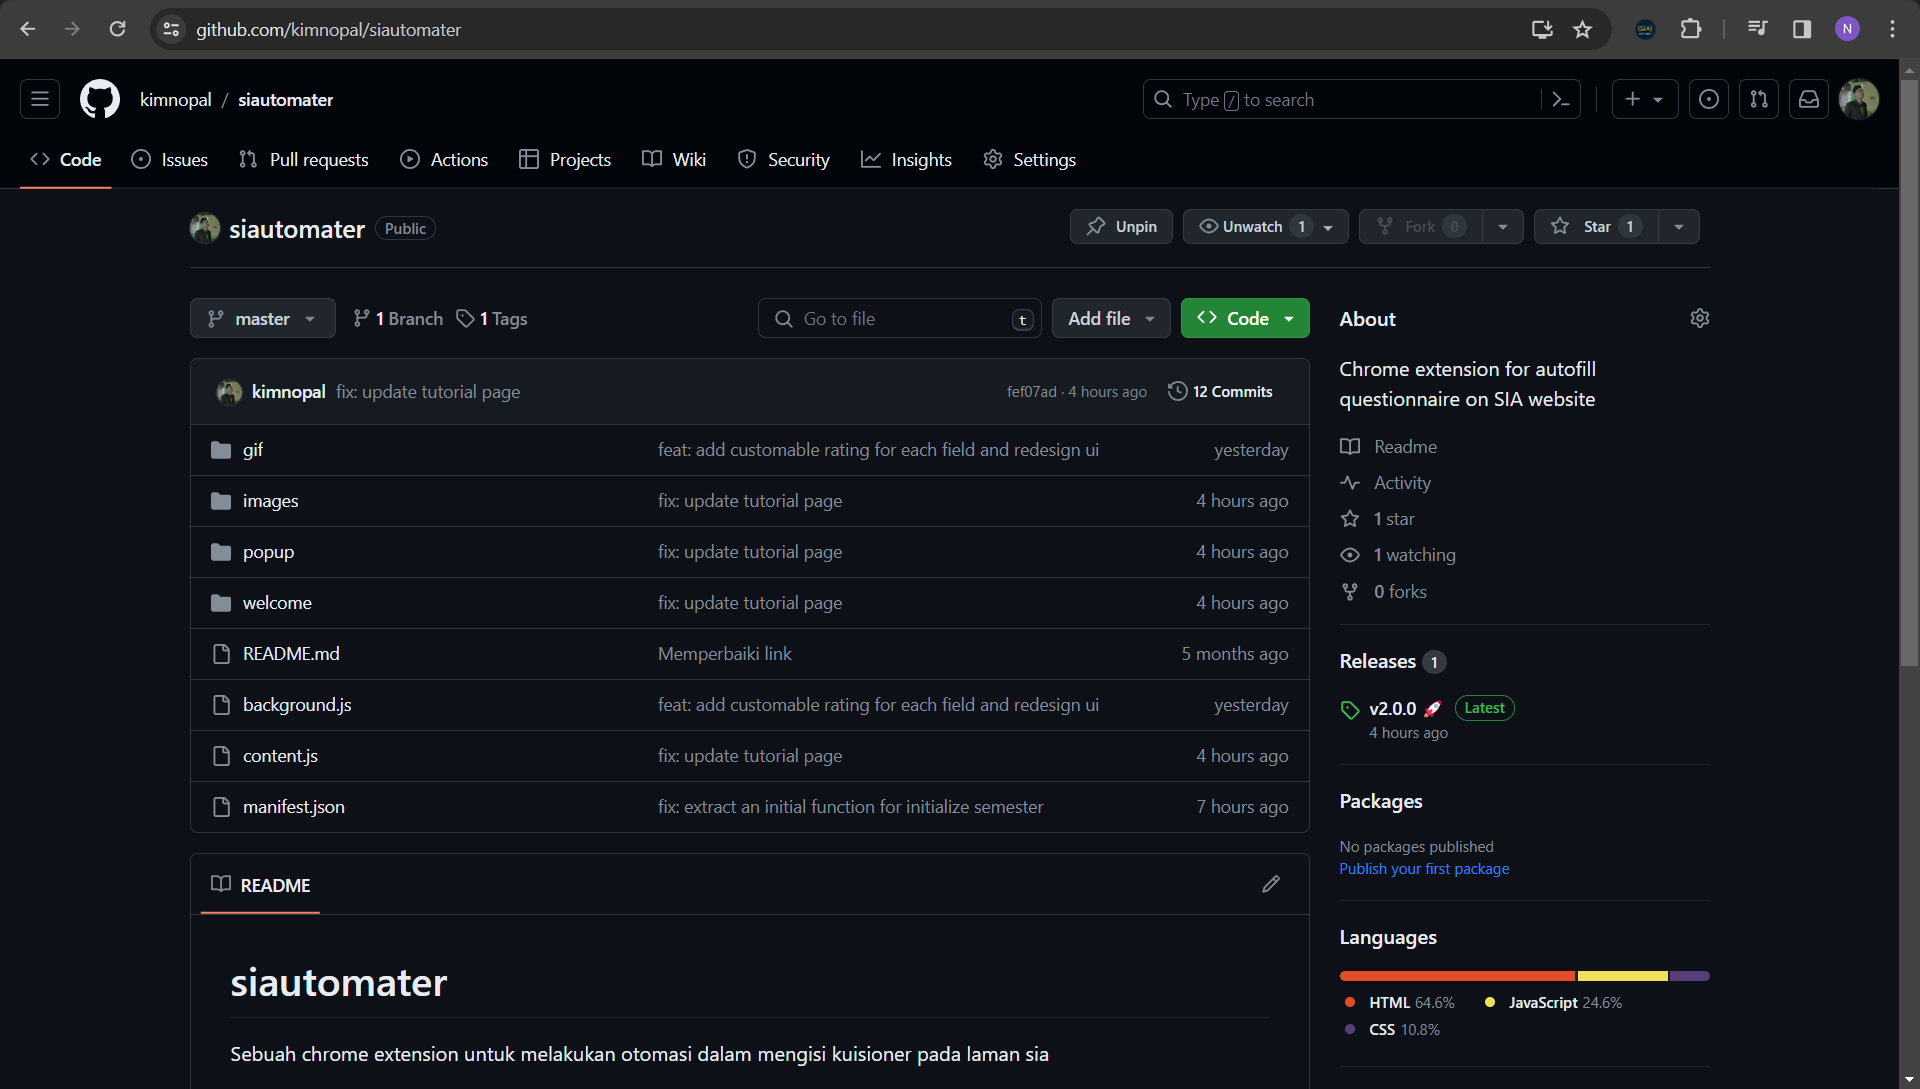 github.com/kimnopal/siautomater
N
kimnopal / siautomater
Type / to search
Code
Issues
Pull requests
Actions
Projects
Wiki
Security
Insights
Settings
siautomater Public
Unpin
Unwatch 1
Fork 0
Star 1
master
1 Branch
1 Tags
Go to file t
Add file
Code
kimnopal fix: update tutorial page fef07ad · 4 hours ago 12 Commits
gif feat: add customable rating for each field and redesign ui yesterday
images fix: update tutorial page 4 hours ago
popup fix: update tutorial page 4 hours ago
welcome fix: update tutorial page 4 hours ago
README.md Memperbaiki link 5 months ago
background.js feat: add customable rating for each field and redesign ui yesterday
content.js fix: update tutorial page 4 hours ago
manifest.json fix: extract an initial function for initialize semester 7 hours ago
README
siautomater
Sebuah chrome extension untuk melakukan otomasi dalam mengisi kuisioner pada laman sia
About
Chrome extension for autofill
questionnaire on SIA website
Readme
Activity
1 star
1 watching
0 forks
Releases 1
v2.0.0 🚀 Latest
4 hours ago
Packages
No packages published
Publish your first package
Languages
HTML 64.6% JavaScript 24.6%
CSS 10.8%